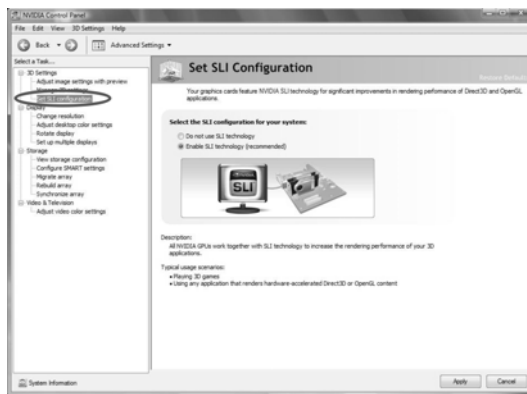 NVIDIA Control Panel
File Edit View 3D Settings Help
Back
Advanced Settings
Select a Task...
3D Settings
Adjust image settings with preview
Manage 3D settings
Set SLI configuration
Display
Change resolution
Adjust desktop color settings
Rotate display
Set up multiple displays
Storage
View storage configuration
Configure SMART settings
Migrate array
Rebuild array
Synchronize array
Video & Television
Adjust video color settings
System Information
Set SLI Configuration
Restore Defaults
Your graphics cards feature NVIDIA SLI technology for significant improvements in rendering performance of Direct3D and OpenGL
applications.
Select the SLI configuration for your system:
Do not use SLI technology
Enable SLI technology (recommended)
SLI
Description:
All NVIDIA GPUs work together with SLI technology to increase the rendering performance of your 3D
applications.
Typical usage scenarios:
• Playing 3D games
• Using any application that renders hardware-accelerated Direct3D or OpenGL content
Apply
Cancel